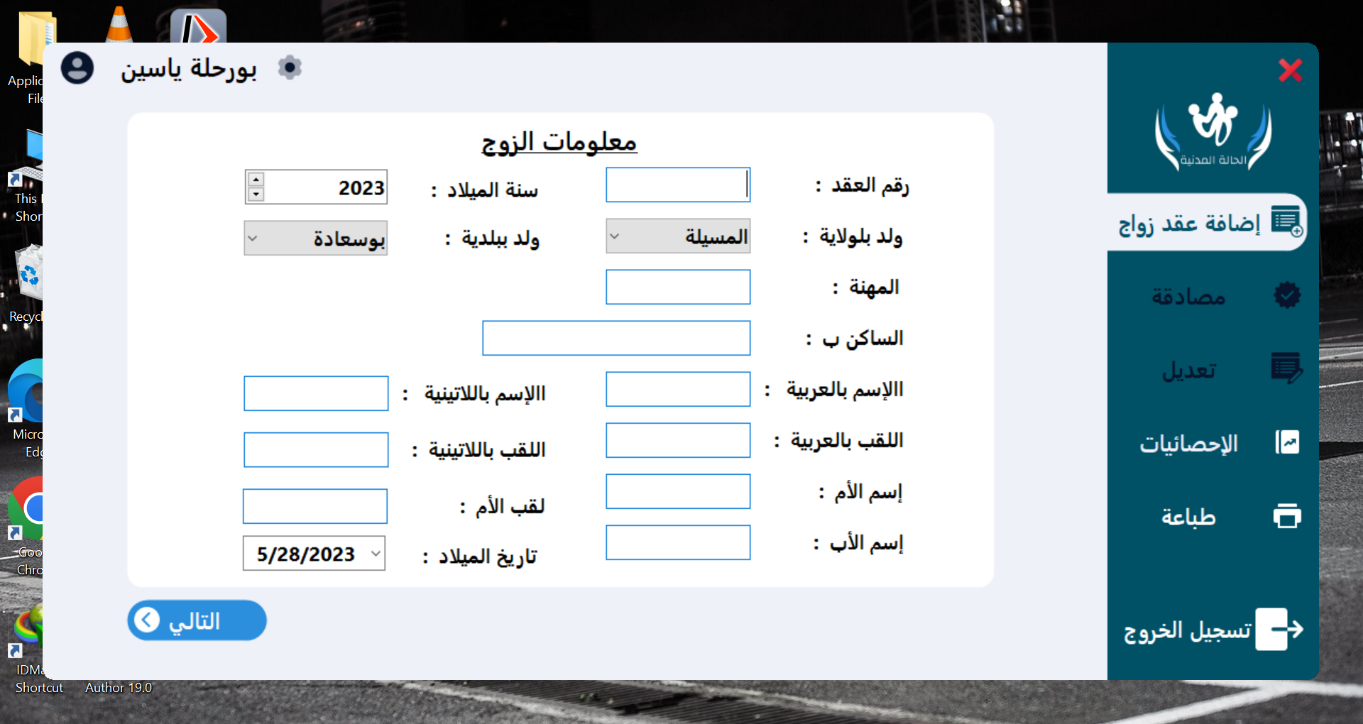 بورحلة ياسين
الحالة المدنية
إضافة عقد زواج
مصادقة
تعديل
الإحصائيات
طباعة
تسجيل الخروج
معلومات الزوج
رقم العقد :
سنة الميلاد : 2023
ولد بلولاية : المسيلة
ولد ببلدية : بوسعادة
المهنة :
الساكن ب :
االإسم بالعربية :
االإسم باللاتينية :
اللقب بالعربية :
اللقب باللاتينية :
إسم الأم :
لقب الأم :
إسم الأب :
تاريخ الميلاد : 5/28/2023
التالي
This
Shor
Recyc
Micro
Edg
Goo
Chro
IDMa
Shortcut
Author 19.0